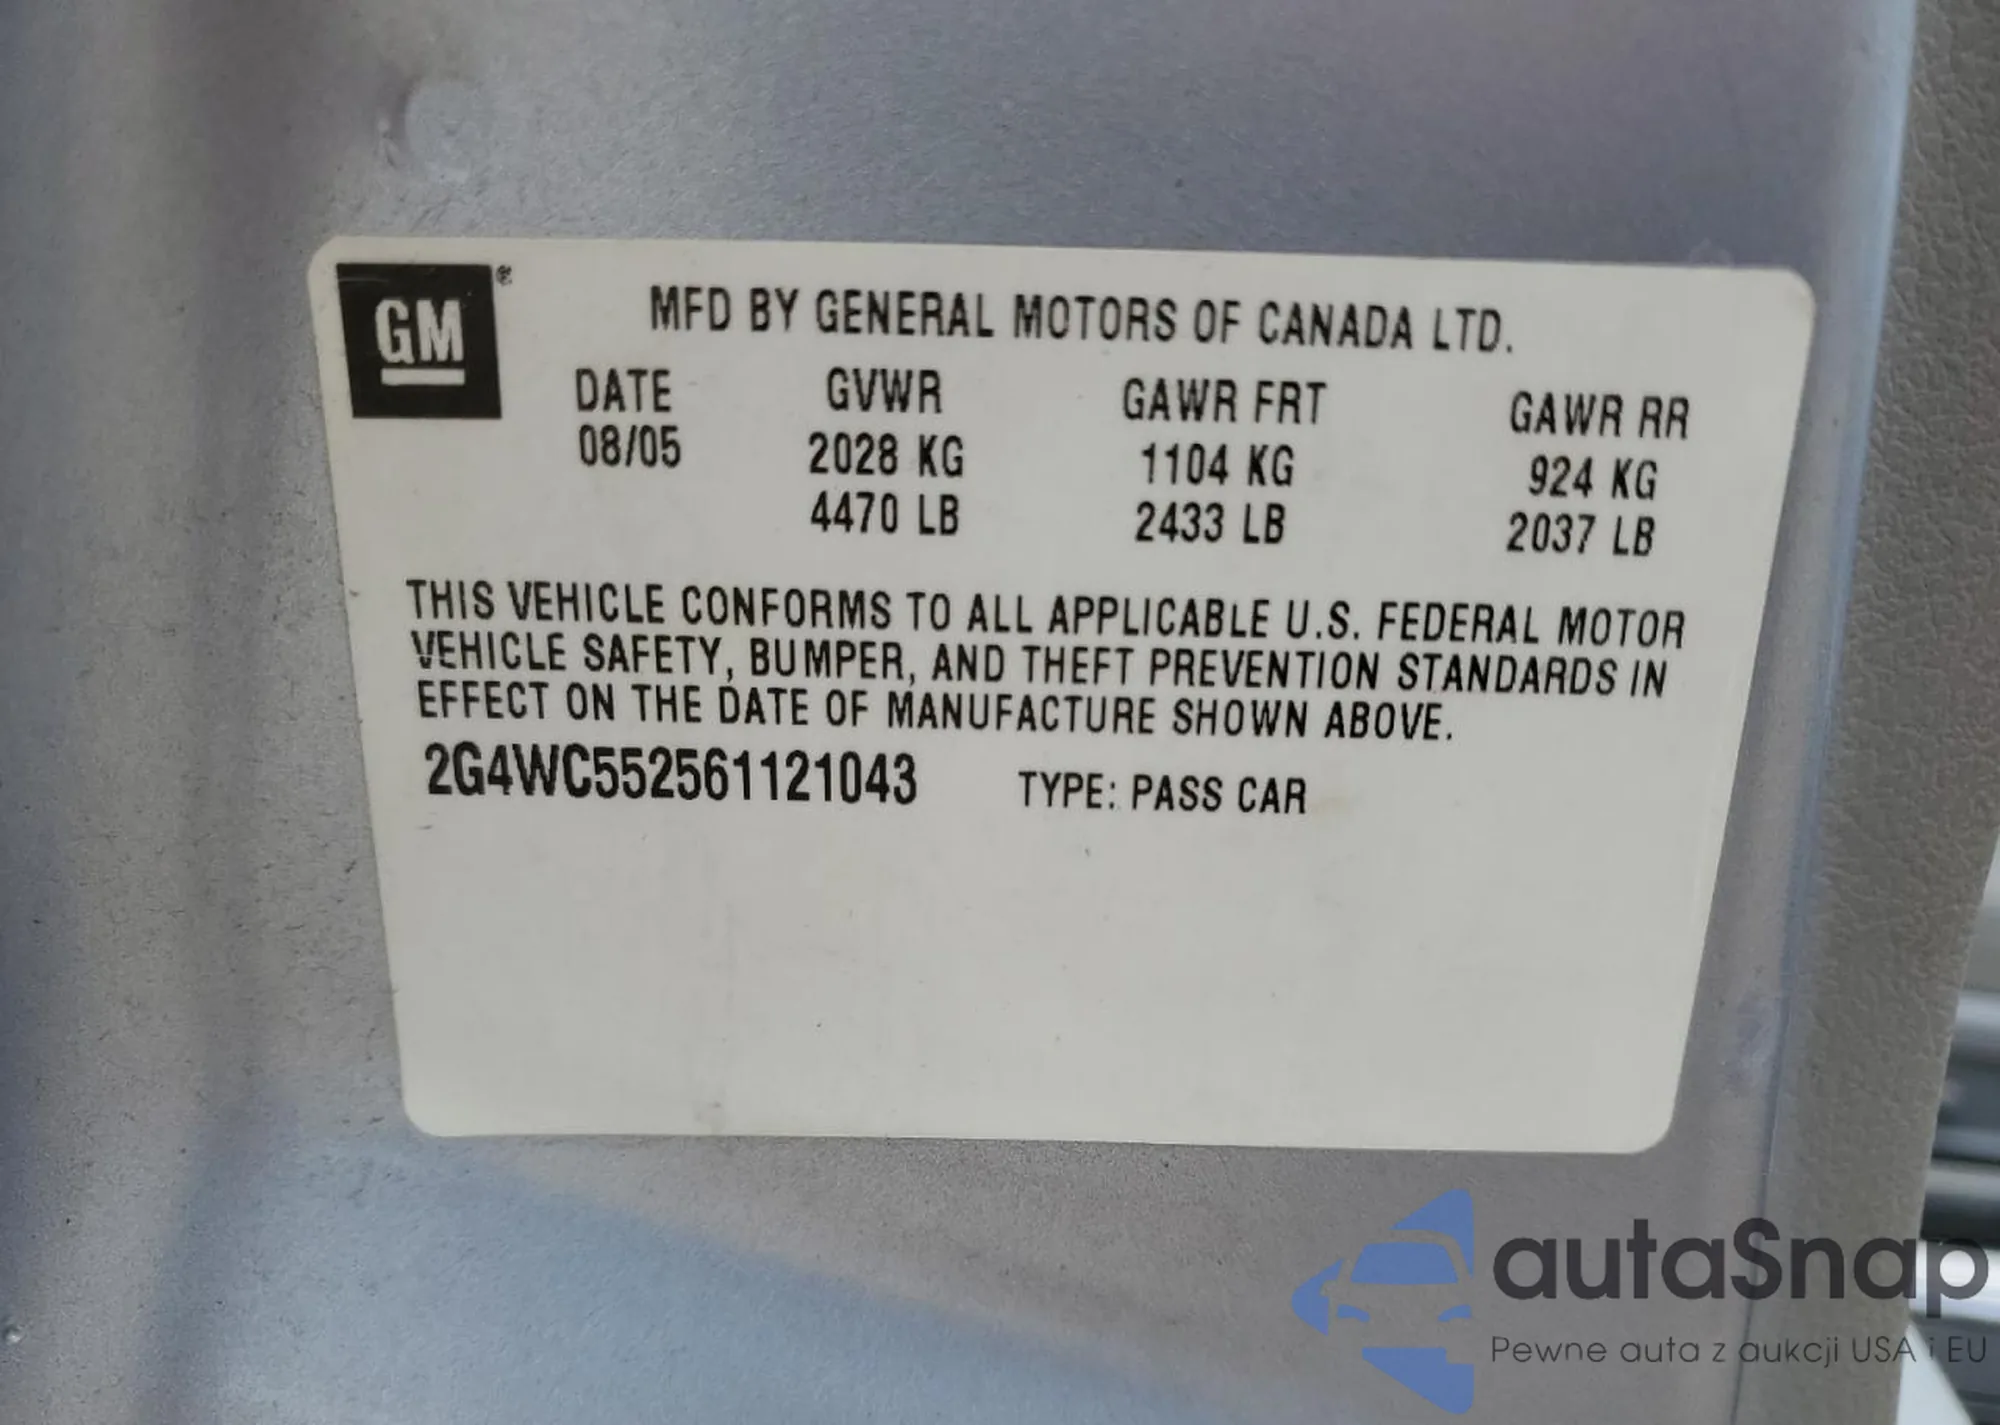 GM®
MFD BY GENERAL MOTORS OF CANADA LTD.
DATE GVWR GAWR FRT GAWR RR
08/05 2028 KG 1104 KG 924 KG
4470 LB 2433 LB 2037 LB
THIS VEHICLE CONFORMS TO ALL APPLICABLE U.S. FEDERAL MOTOR
VEHICLE SAFETY, BUMPER, AND THEFT PREVENTION STANDARDS IN
EFFECT ON THE DATE OF MANUFACTURE SHOWN ABOVE.
2G4WC552561121043 TYPE: PASS CAR
autaSnap
Pewne auta z aukcji USA i EU